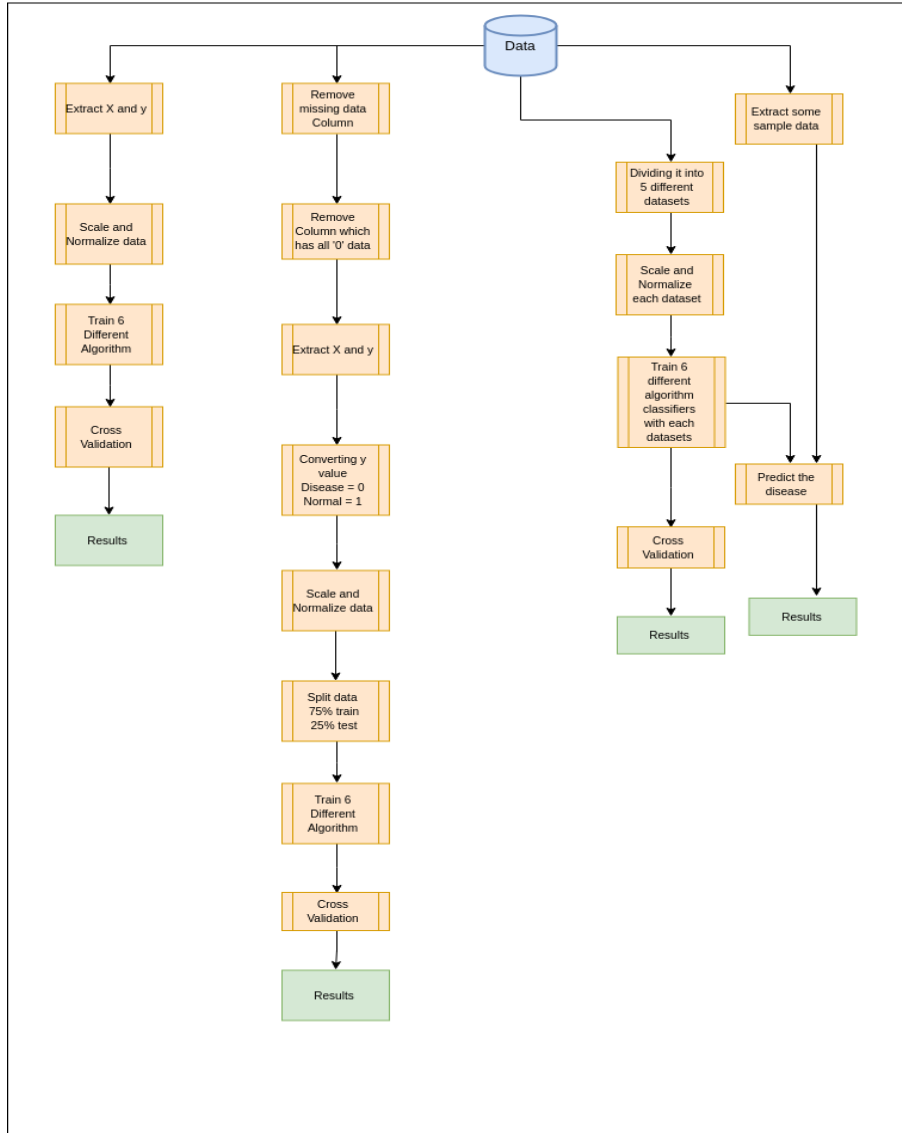 Data
Extract X and y
Scale and
Normalize data
Train 6
Different
Algorithm
Cross
Validation
Results
Remove
missing data
Column
Remove
Column which
has all '0' data
Extract X and y
Converting y
value
Disease = 0
Normal = 1
Scale and
Normalize data
Split data
75% train
25% test
Train 6
Different
Algorithm
Cross
Validation
Results
Dividing it into
5 different
datasets
Scale and
Normalize
each dataset
Train 6
different
algorithm
classifiers
with each
datasets
Cross
Validation
Results
Extract some
sample data
Predict the
disease
Results